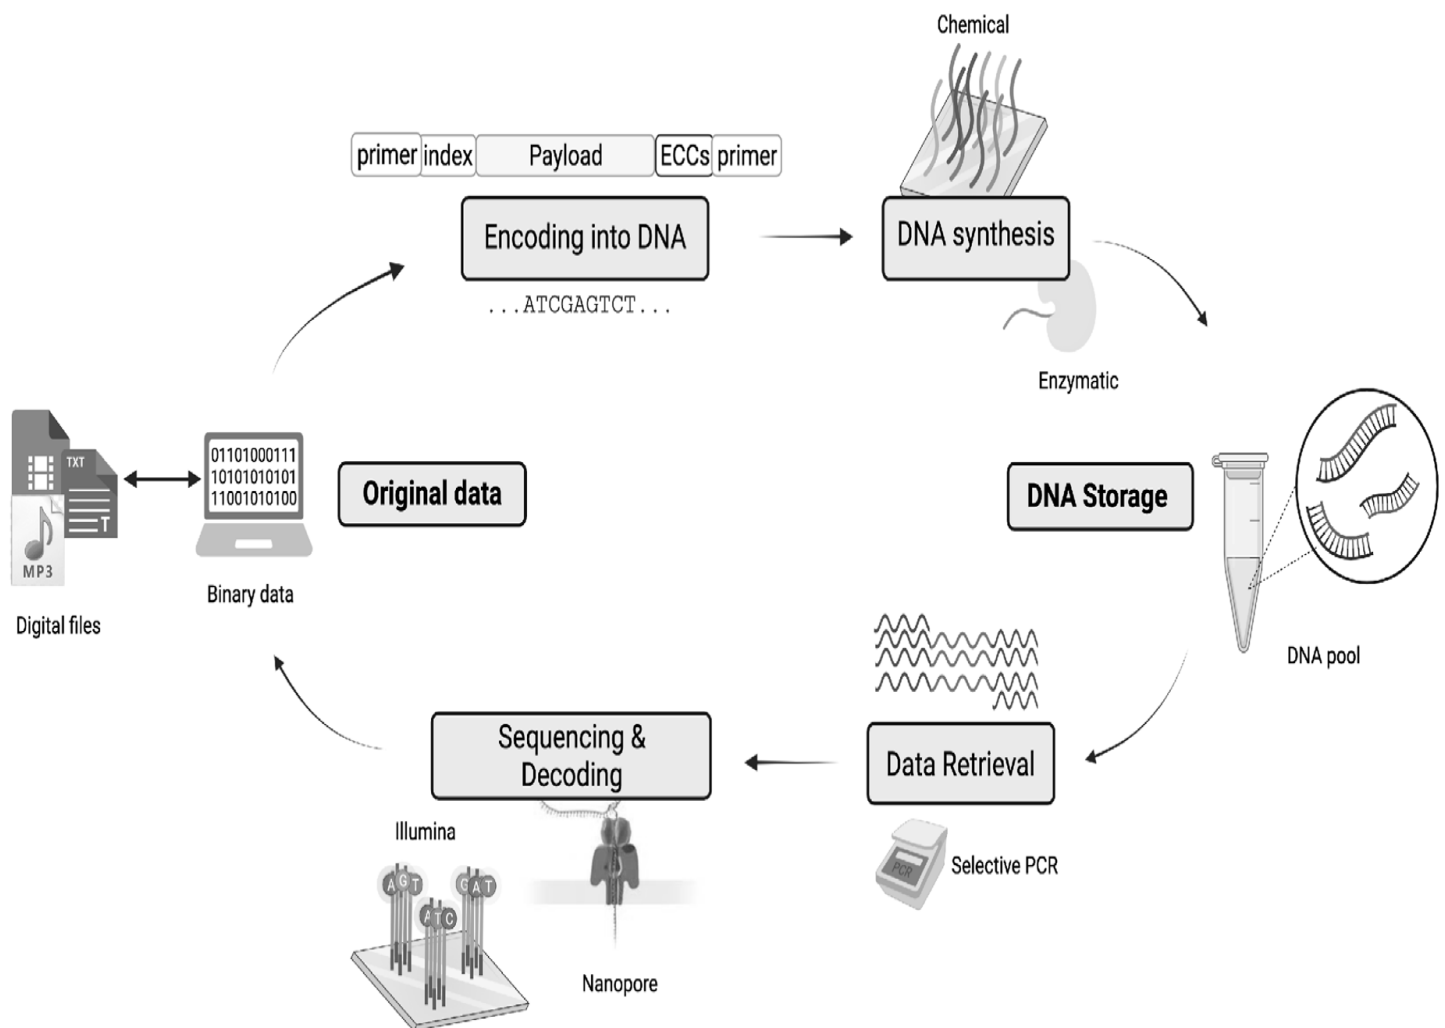 Chemical
primer index Payload ECCs primer
Encoding into DNA
DNA synthesis
...ATCGAGTCT...
Enzymatic
TXT
T
MP3
01101000111
10101010101
11001010100
Original data
DNA Storage
Binary data
Digital files
DNA pool
Sequencing &
Decoding
Data Retrieval
Illumina
PCR
Selective PCR
A G T
G A T
A T C
Nanopore